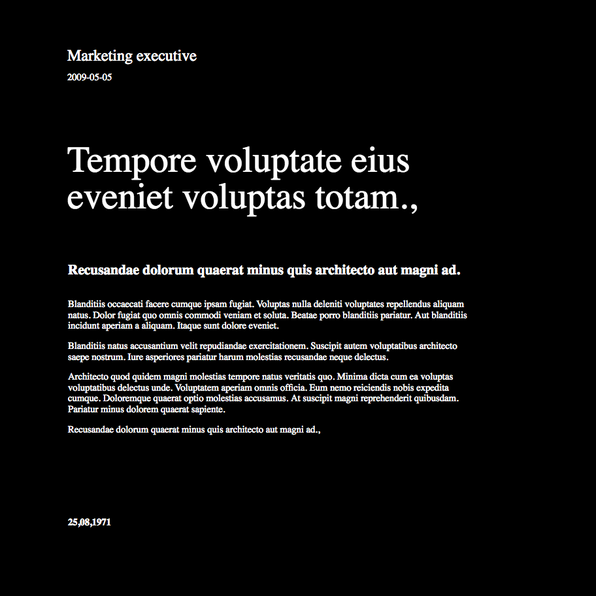 Marketing executive
2009-05-05
Tempore voluptate eius
eveniet voluptas totam.,
Recusandae dolorum quaerat minus quis architecto aut magni ad.
Blanditiis occaecati facere cumque ipsam fugiat. Voluptas nulla deleniti voluptates repellendus aliquam
natus. Dolor fugiat quo omnis commodi veniam et soluta. Beatae porro blanditiis pariatur. Aut blanditiis
incidunt aperiam a aliquam. Itaque sunt dolore eveniet.
Blanditiis natus accusantium velit repudiandae exercitationem. Suscipit autem voluptatibus architecto
saepe nostrum. Iure asperiores pariatur harum molestias recusandae neque delectus.
Architecto quod quidem magni molestias tempore natus veritatis quo. Minima dicta cum ea voluptas
voluptatibus delectus unde. Voluptatem aperiam omnis officia. Eum nemo reiciendis nobis expedita
cumque. Doloremque quaerat optio molestias accusamus. At suscipit magni reprehenderit quibusdam.
Pariatur minus dolorem quaerat sapiente.
Recusandae dolorum quaerat minus quis architecto aut magni ad.,
25,08,1971